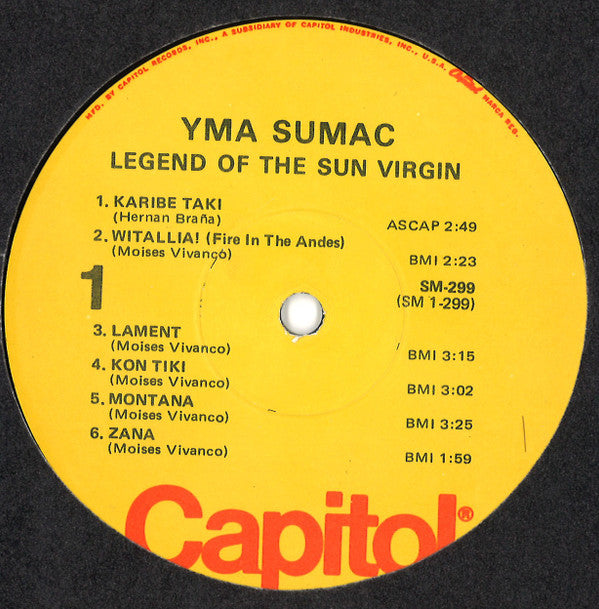 MFG. BY CAPITOL RECORDS, INC., A SUBSIDIARY OF CAPITOL INDUSTRIES, INC., U.S.A. Capitol MARCA REG.
YMA SUMAC
LEGEND OF THE SUN VIRGIN
1. KARIBE TAKI
(Hernan Braña)
ASCAP 2:49
2. WITALLIA! (Fire In The Andes)
(Moises Vivancó)
BMI 2:23
1
SM-299
(SM 1-299)
3. LAMENT
(Moises Vivanco)
BMI 3:15
4. KON TIKI
(Moises Vivanco)
BMI 3:02
5. MONTANA
(Moises Vivanco)
BMI 3:25
6. ZANA
(Moises Vivanco)
BMI 1:59
Capitol®